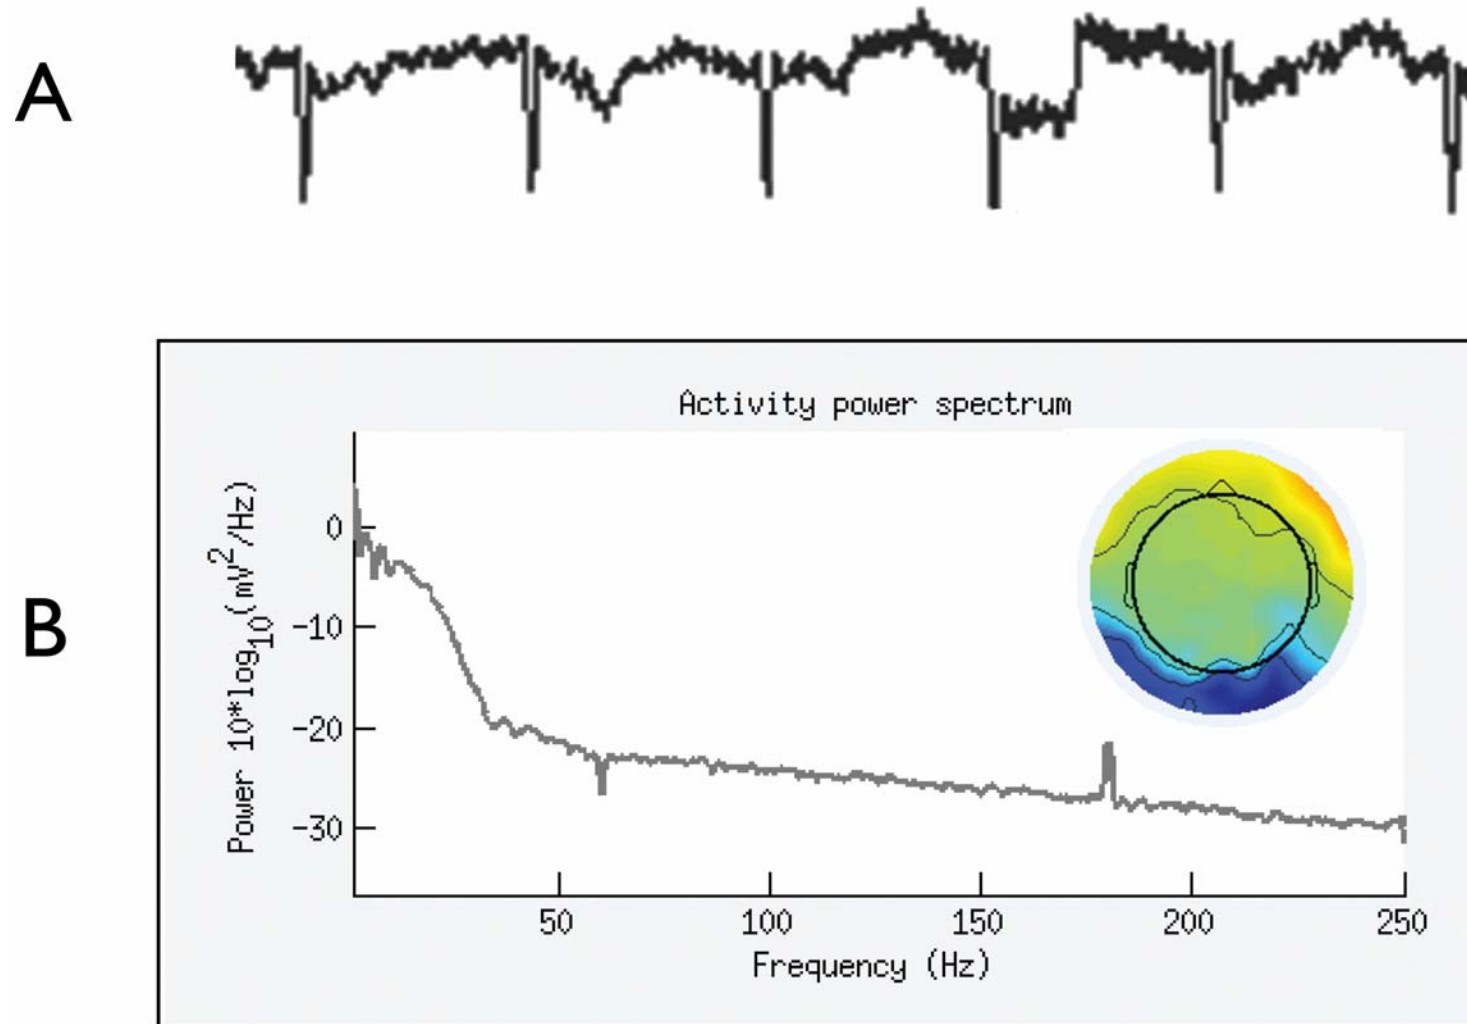 A
B
Activity power spectrum
Power 10*log10(mV2/Hz)
0
-10
-20
-30
50 100 150 200 250
Frequency (Hz)